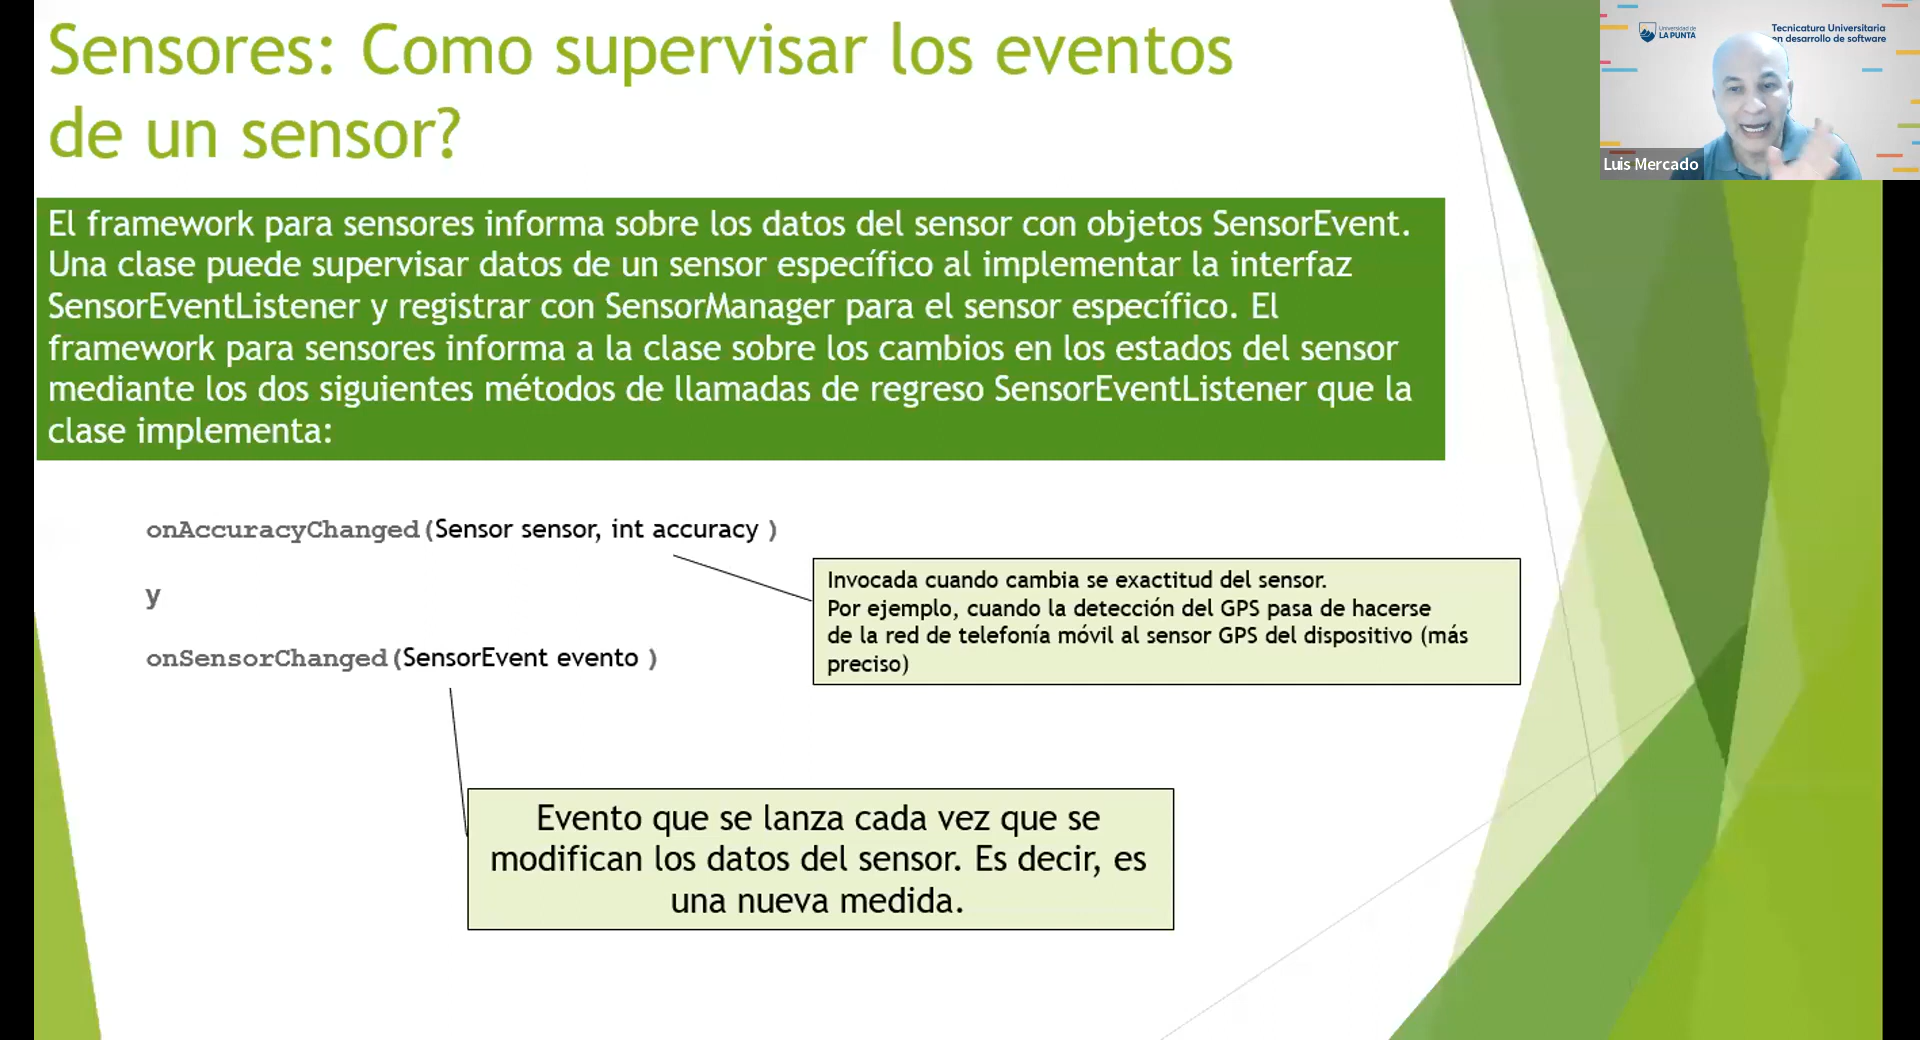 Sensores: Como supervisar los eventos
de un sensor?
Universidad de
LA PUNTA
Tecnicatura Universitaria
en desarrollo de software
Luis Mercado
El framework para sensores informa sobre los datos del sensor con objetos SensorEvent.
Una clase puede supervisar datos de un sensor específico al implementar la interfaz
SensorEventListener y registrar con SensorManager para el sensor específico. El
framework para sensores informa a la clase sobre los cambios en los estados del sensor
mediante los dos siguientes métodos de llamadas de regreso SensorEventListener que la
clase implementa:
onAccuracyChanged(Sensor sensor, int accuracy )
Invocada cuando cambia se exactitud del sensor.
Por ejemplo, cuando la detección del GPS pasa de hacerse
de la red de telefonía móvil al sensor GPS del dispositivo (más
preciso)
y
onSensorChanged(SensorEvent evento )
Evento que se lanza cada vez que se
modifican los datos del sensor. Es decir, es
una nueva medida.